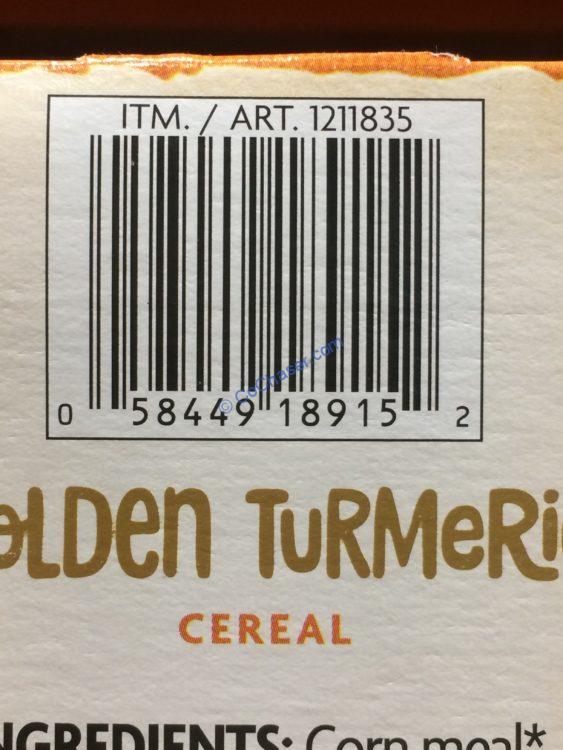 ITM. / ART. 1211835
© CoChaser.com
0 58449 18915 2
OLDEN TURMERI
CEREAL
NGREDIENTS: Corn meal*